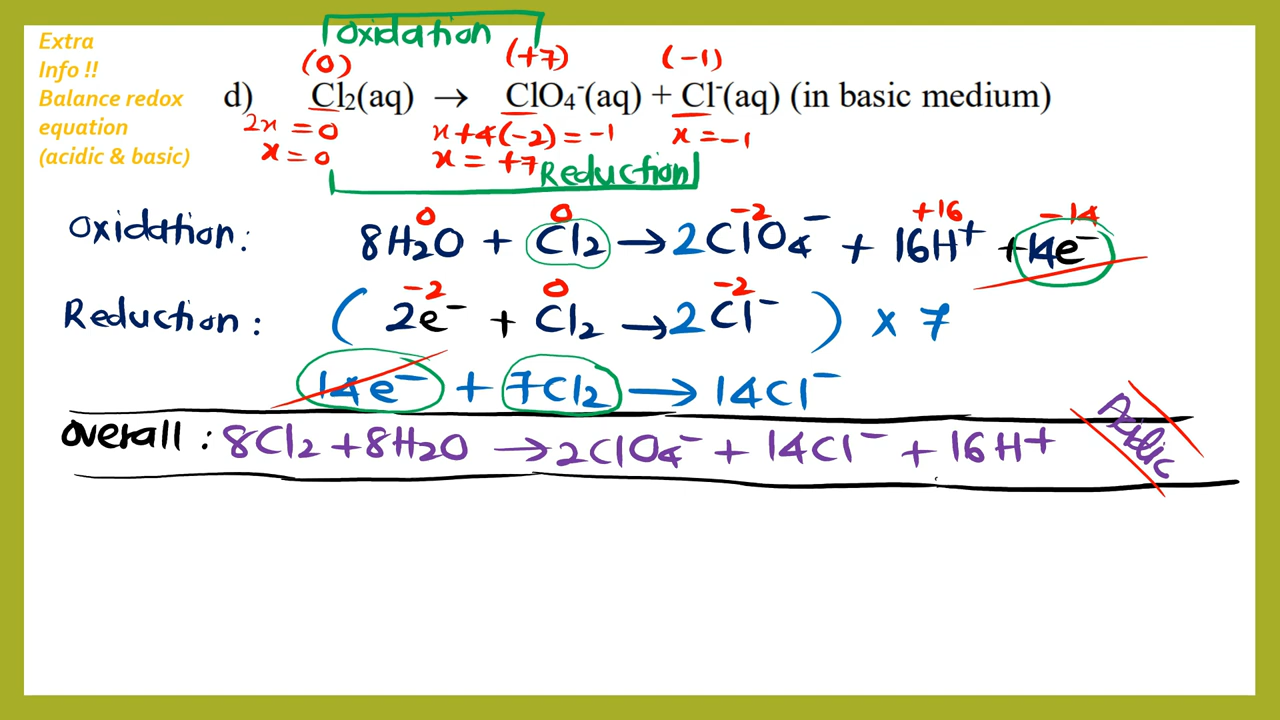 Extra
Info !!
Balance redox
equation
(acidic & basic)
Oxidation
(0) (+7) (-1)
d) Cl₂(aq) → ClO₄⁻(aq) + Cl⁻(aq) (in basic medium)
2x = 0 x+4(-2) = -1 x = -1
x = 0 x = +7
Reduction
0 0 -2 +16 -14
Oxidation: 8H₂O + Cl₂ → 2ClO₄⁻ + 16H⁺ + 14e⁻
-2 0 -2
Reduction: ( 2e⁻ + Cl₂ → 2Cl⁻ ) x 7
14e⁻ + 7Cl₂ → 14Cl⁻
Overall: 8Cl₂ + 8H₂O → 2ClO₄⁻ + 14Cl⁻ + 16H⁺ Acidic